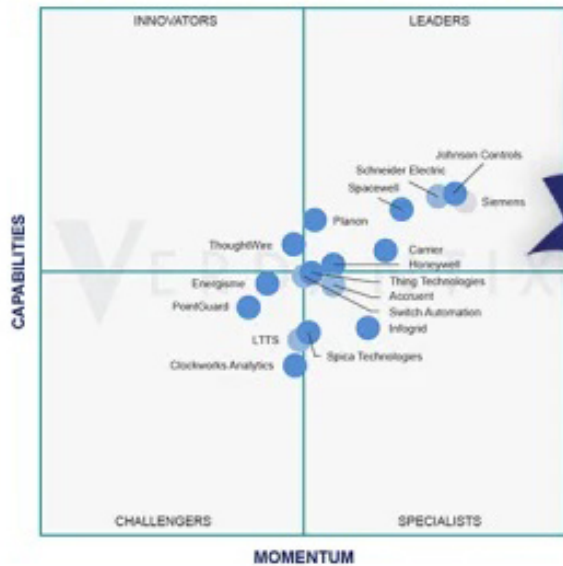 INNOVATORS
LEADERS
Johnson Controls
Schneider Electric
Spacewell
Siemens
Planon
ThoughtWire
Carrier
Honeywell
Energisme
Thing Technologies
Accruent
PointGuard
Switch Automation
Infogrid
LTTS
Spica Technologies
Clockworks Analytics
CHALLENGERS
SPECIALISTS
CAPABILITIES
MOMENTUM
VERDANTIX